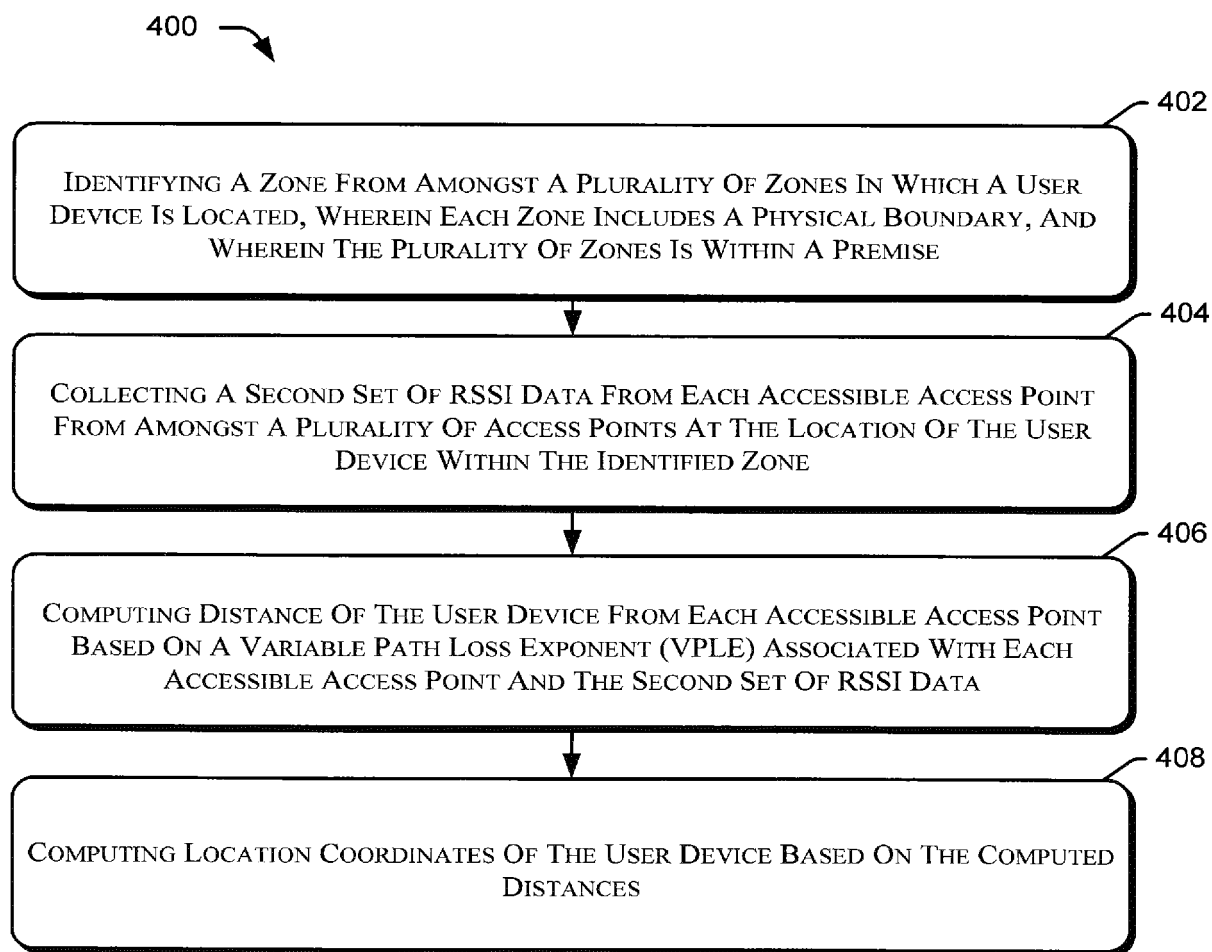 400
402
IDENTIFYING A ZONE FROM AMONGST A PLURALITY OF ZONES IN WHICH A USER
DEVICE IS LOCATED, WHEREIN EACH ZONE INCLUDES A PHYSICAL BOUNDARY, AND
WHEREIN THE PLURALITY OF ZONES IS WITHIN A PREMISE
404
COLLECTING A SECOND SET OF RSSI DATA FROM EACH ACCESSIBLE ACCESS POINT
FROM AMONGST A PLURALITY OF ACCESS POINTS AT THE LOCATION OF THE USER
DEVICE WITHIN THE IDENTIFIED ZONE
406
COMPUTING DISTANCE OF THE USER DEVICE FROM EACH ACCESSIBLE ACCESS POINT
BASED ON A VARIABLE PATH LOSS EXPONENT (VPLE) ASSOCIATED WITH EACH
ACCESSIBLE ACCESS POINT AND THE SECOND SET OF RSSI DATA
408
COMPUTING LOCATION COORDINATES OF THE USER DEVICE BASED ON THE COMPUTED
DISTANCES